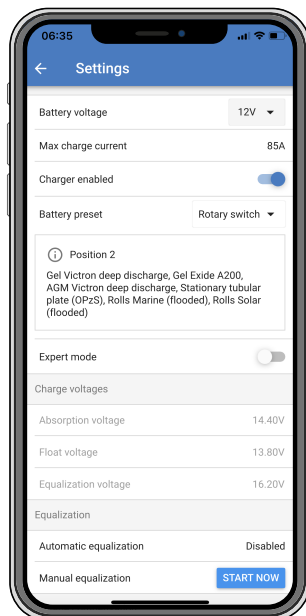 06:35
Settings
Battery voltage 12V
Max charge current 85A
Charger enabled
Battery preset Rotary switch
Position 2
Gel Victron deep discharge, Gel Exide A200,
AGM Victron deep discharge, Stationary tubular
plate (OPzS), Rolls Marine (flooded), Rolls Solar
(flooded)
Expert mode
Charge voltages
Absorption voltage 14.40V
Float voltage 13.80V
Equalization voltage 16.20V
Equalization
Automatic equalization Disabled
Manual equalization START NOW